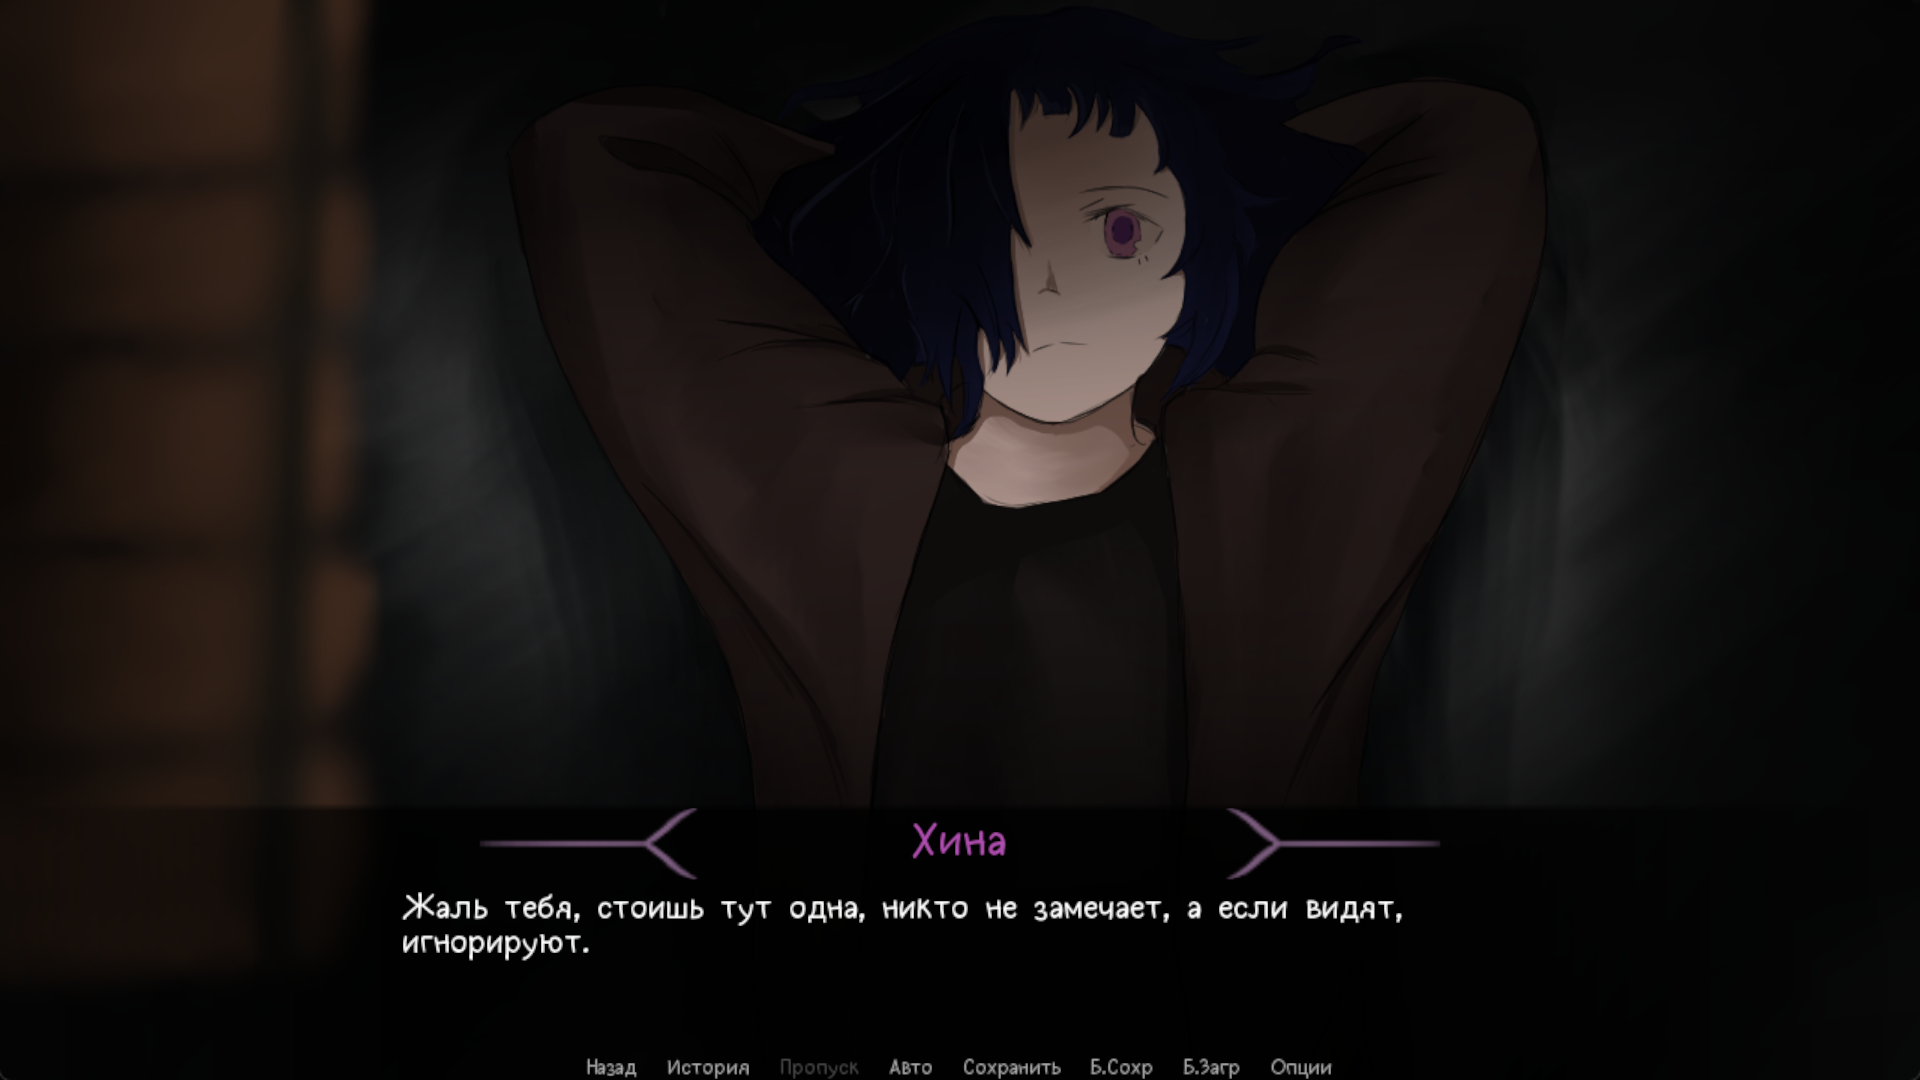 Хина
Жаль тебя, стоишь тут одна, никто не замечает, а если видят,
игнорируют.
Назад История Пропуск Авто Сохранить Б.Сохр Б.Загр Опции